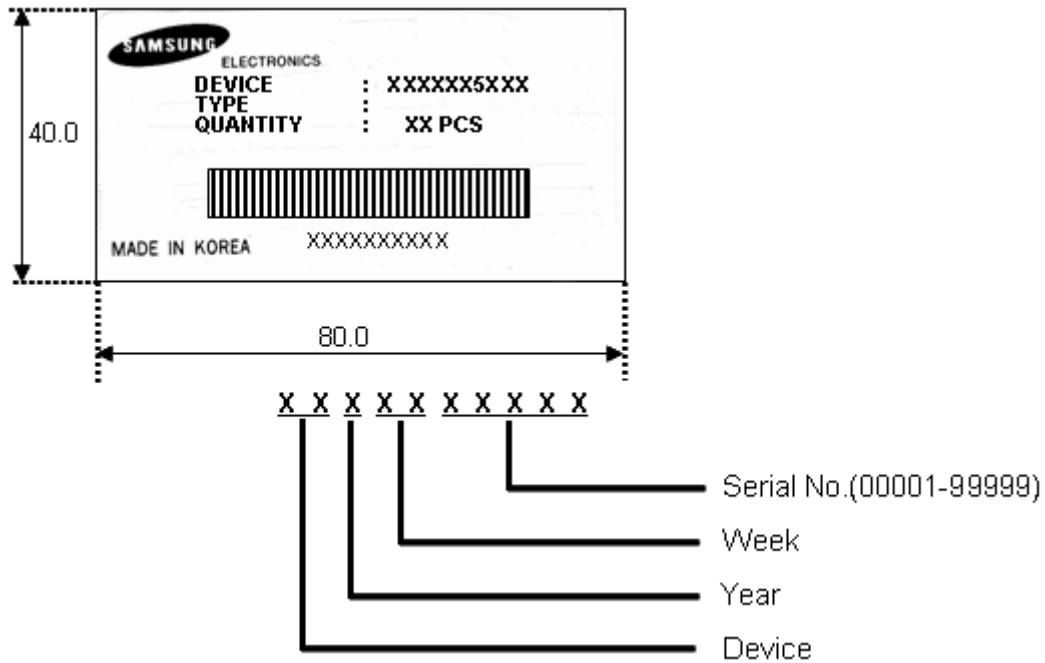 SAMSUNG
ELECTRONICS
DEVICE : XXXXXX5XXX
TYPE :
QUANTITY : XX PCS
40.0
MADE IN KOREA XXXXXXXXXX
80.0
X X X X X X X X X X
Serial No.(00001-99999)
Week
Year
Device